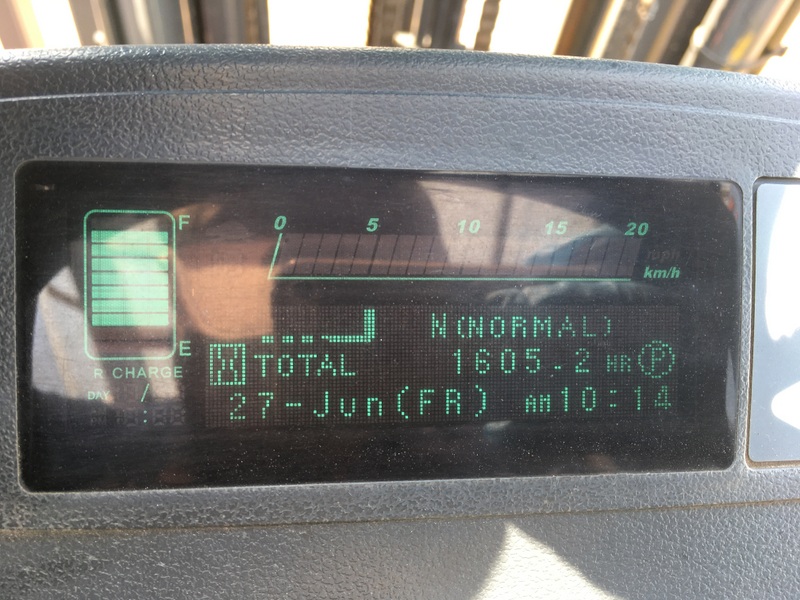 F
0 5 10 15 20
km/h
N(NORMAL)
E
TOTAL 1605.2 HR P
R CHARGE
DAY /
27-Jun(FR) AM10:14